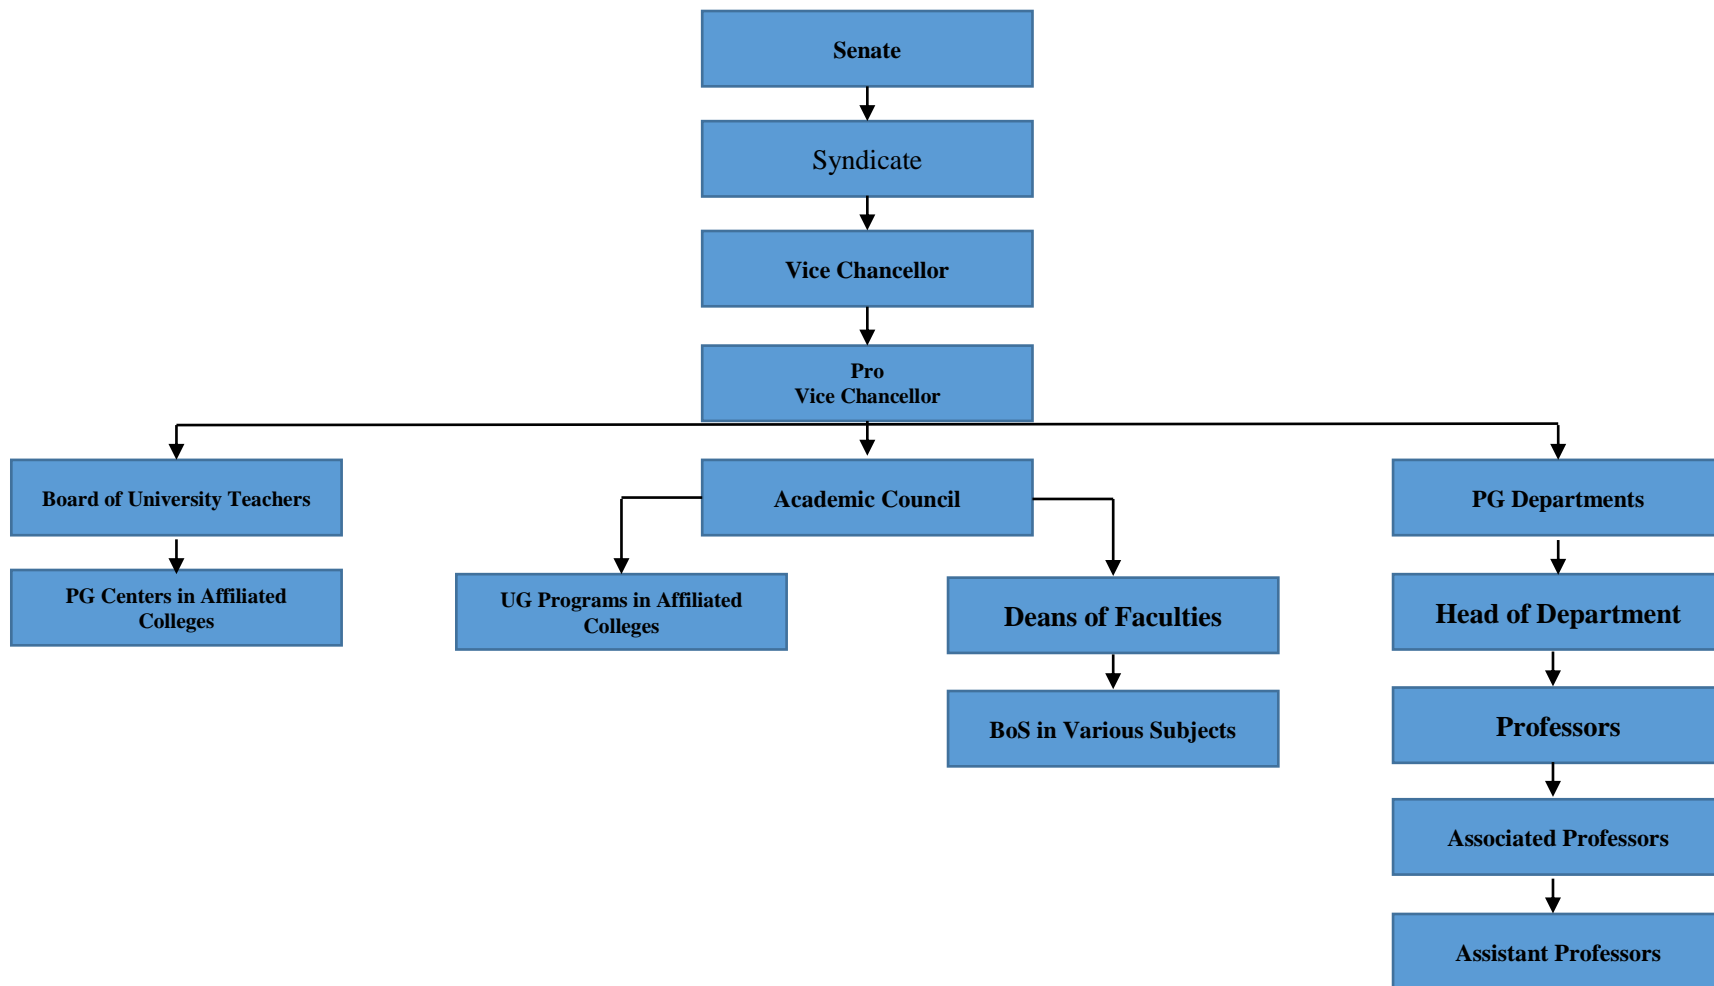 Senate
Syndicate
Vice Chancellor
Pro
Vice Chancellor
Board of University Teachers
Academic Council
PG Departments
PG Centers in Affiliated
Colleges
UG Programs in Affiliated
Colleges
Deans of Faculties
Head of Department
BoS in Various Subjects
Professors
Associated Professors
Assistant Professors